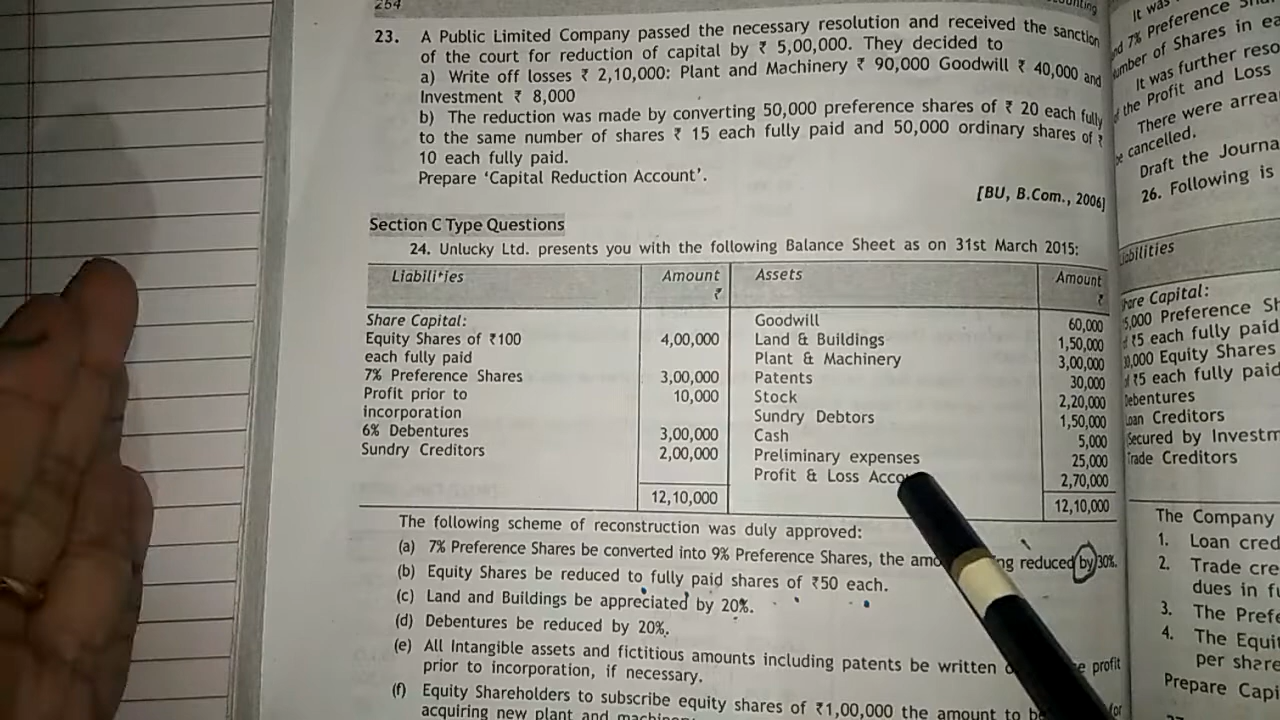 264
23. A Public Limited Company passed the necessary resolution and received the sanction
of the court for reduction of capital by ₹ 5,00,000. They decided to
a) Write off losses ₹ 2,10,000: Plant and Machinery ₹ 90,000 Goodwill ₹ 40,000 and
Investment ₹ 8,000
b) The reduction was made by converting 50,000 preference shares of ₹ 20 each fully
to the same number of shares ₹ 15 each fully paid and 50,000 ordinary shares of ₹
10 each fully paid.
Prepare 'Capital Reduction Account'.
[BU, B.Com., 2006]
Section C Type Questions
24. Unlucky Ltd. presents you with the following Balance Sheet as on 31st March 2015:
Liabilities Amount ₹ Assets Amount ₹
Share Capital: Goodwill 60,000
Equity Shares of ₹100 4,00,000 Land & Buildings 1,50,000
each fully paid Plant & Machinery 3,00,000
7% Preference Shares 3,00,000 Patents 30,000
Profit prior to 10,000 Stock 2,20,000
incorporation Sundry Debtors 1,50,000
6% Debentures 3,00,000 Cash 5,000
Sundry Creditors 2,00,000 Preliminary expenses 25,000
Profit & Loss 2,70,000
12,10,000 12,10,000
The following scheme of reconstruction was duly approved:
(a) 7% Preference Shares be converted into 9% Preference Shares, the reduced by 30%.
(b) Equity Shares be reduced to fully paid shares of ₹50 each.
(c) Land and Buildings be appreciated by 20%.
(d) Debentures be reduced by 20%.
(e) All Intangible assets and fictitious amounts including patents be written profit
prior to incorporation, if necessary.
(f) Equity Shareholders to subscribe equity shares of ₹1,00,000 the amount to
acquiring new plant and
It was
7% Preference
of Shares in
It was further
the Profit and Loss
There were
cancelled.
Draft the
26. Following is
Share Capital:
5,000 Preference
₹5 each fully paid
Equity Shares
₹5 each fully paid
Debentures
Loan Creditors
Secured by
Trade Creditors
The Company
1. Loan
2. Trade
dues in
3. The
4. The
per share
Prepare